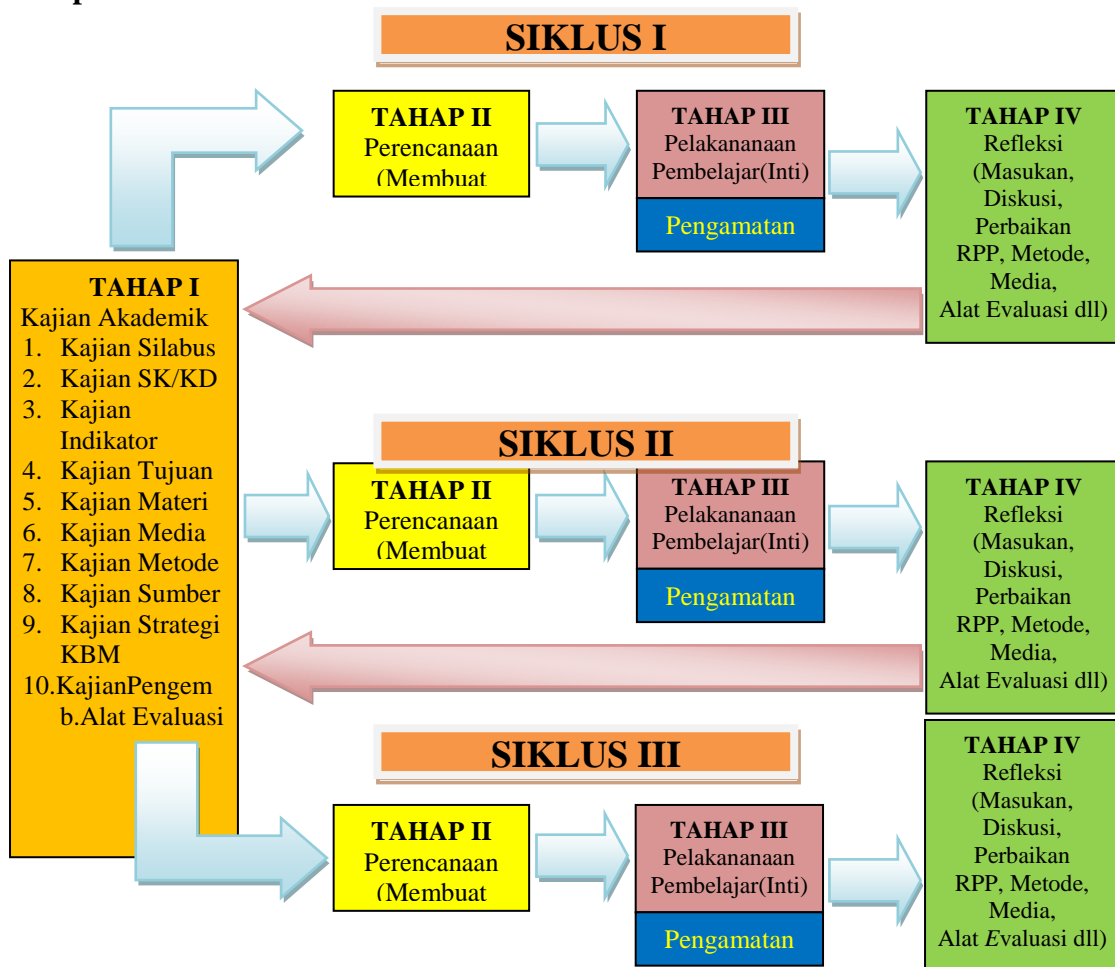 SIKLUS I
TAHAP II
Perencanaan
(Membuat
TAHAP III
Pelakananaan
Pembelajar(Inti)
Pengamatan
TAHAP IV
Refleksi
(Masukan,
Diskusi,
Perbaikan
RPP, Metode,
Media,
Alat Evaluasi dll)
TAHAP I
Kajian Akademik
1. Kajian Silabus
2. Kajian SK/KD
3. Kajian
Indikator
4. Kajian Tujuan
5. Kajian Materi
6. Kajian Media
7. Kajian Metode
8. Kajian Sumber
9. Kajian Strategi
KBM
10.KajianPengem
b.Alat Evaluasi
SIKLUS II
TAHAP II
Perencanaan
(Membuat
TAHAP III
Pelakananaan
Pembelajar(Inti)
Pengamatan
TAHAP IV
Refleksi
(Masukan,
Diskusi,
Perbaikan
RPP, Metode,
Media,
Alat Evaluasi dll)
SIKLUS III
TAHAP II
Perencanaan
(Membuat
TAHAP III
Pelakananaan
Pembelajar(Inti)
Pengamatan
TAHAP IV
Refleksi
(Masukan,
Diskusi,
Perbaikan
RPP, Metode,
Media,
Alat Evaluasi dll)